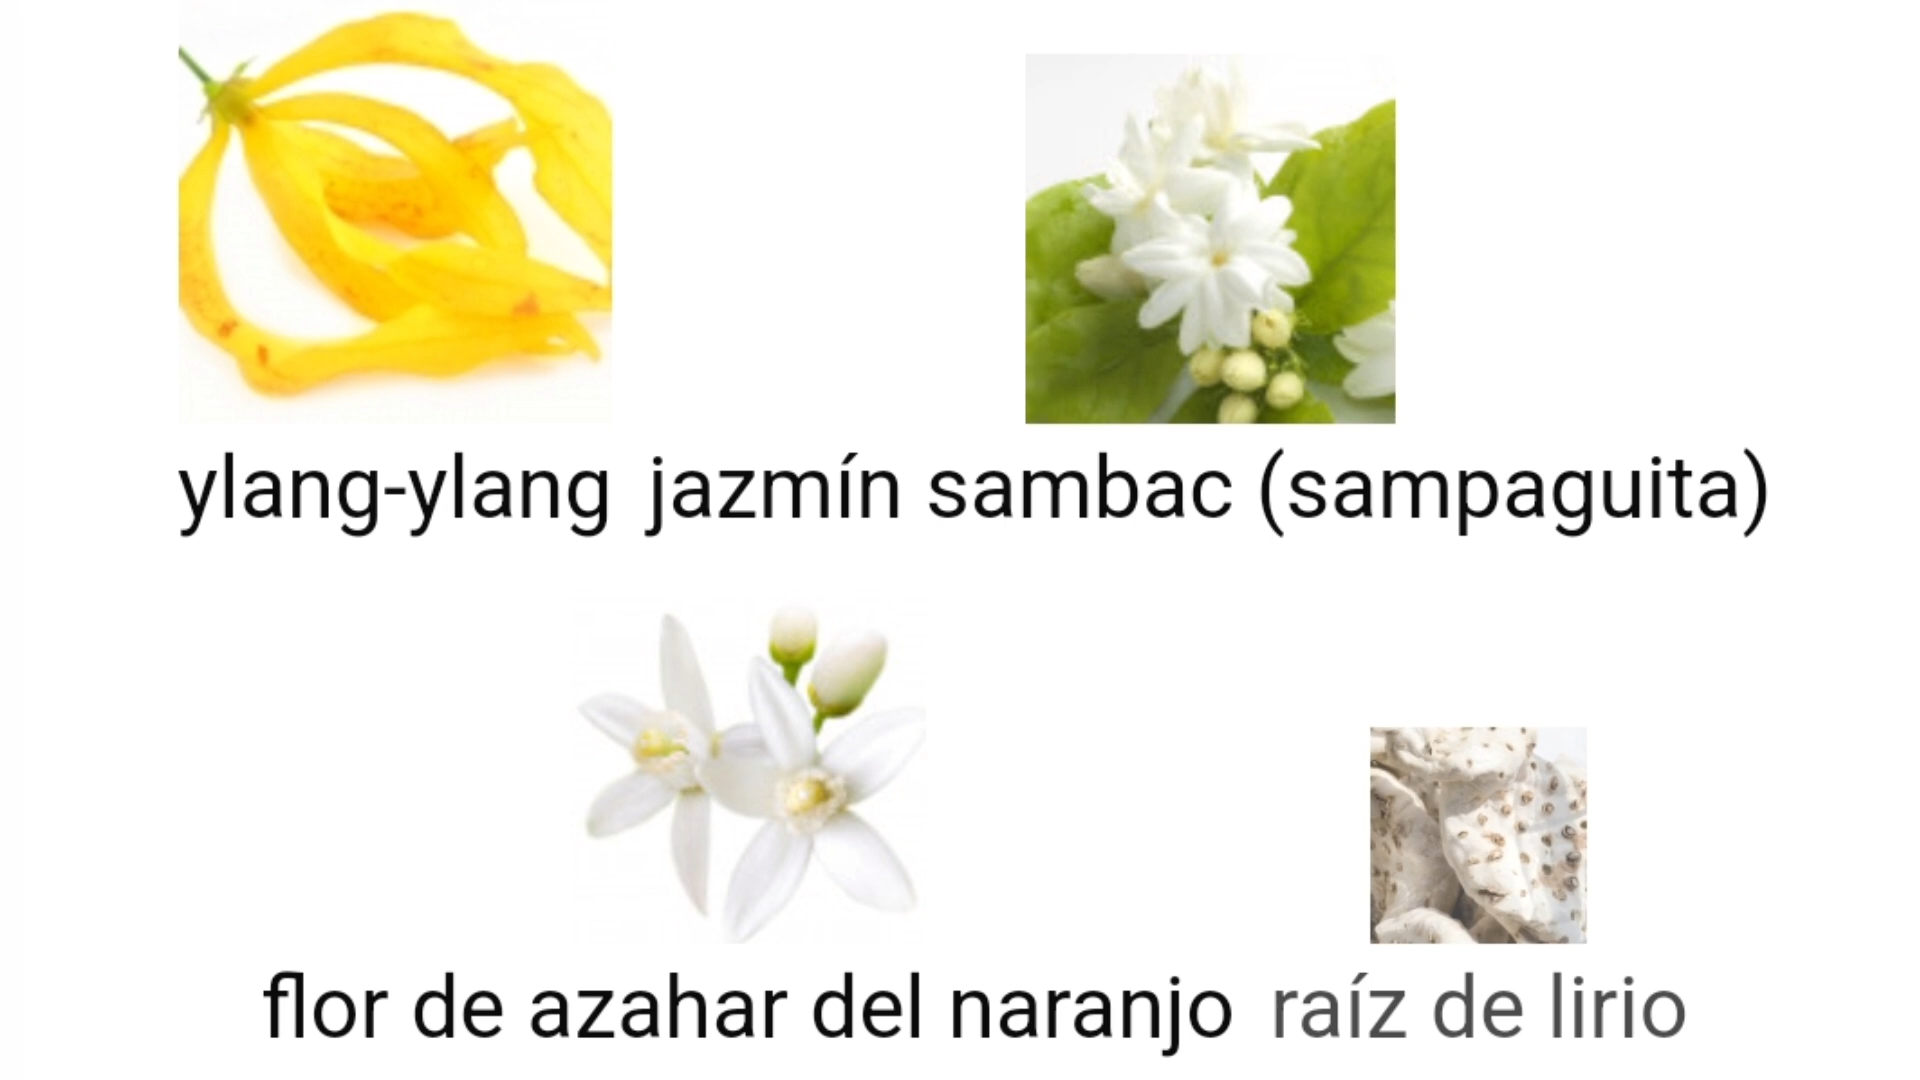 ylang-ylang jazmín sambac (sampaguita)
flor de azahar del naranjo raíz de lirio